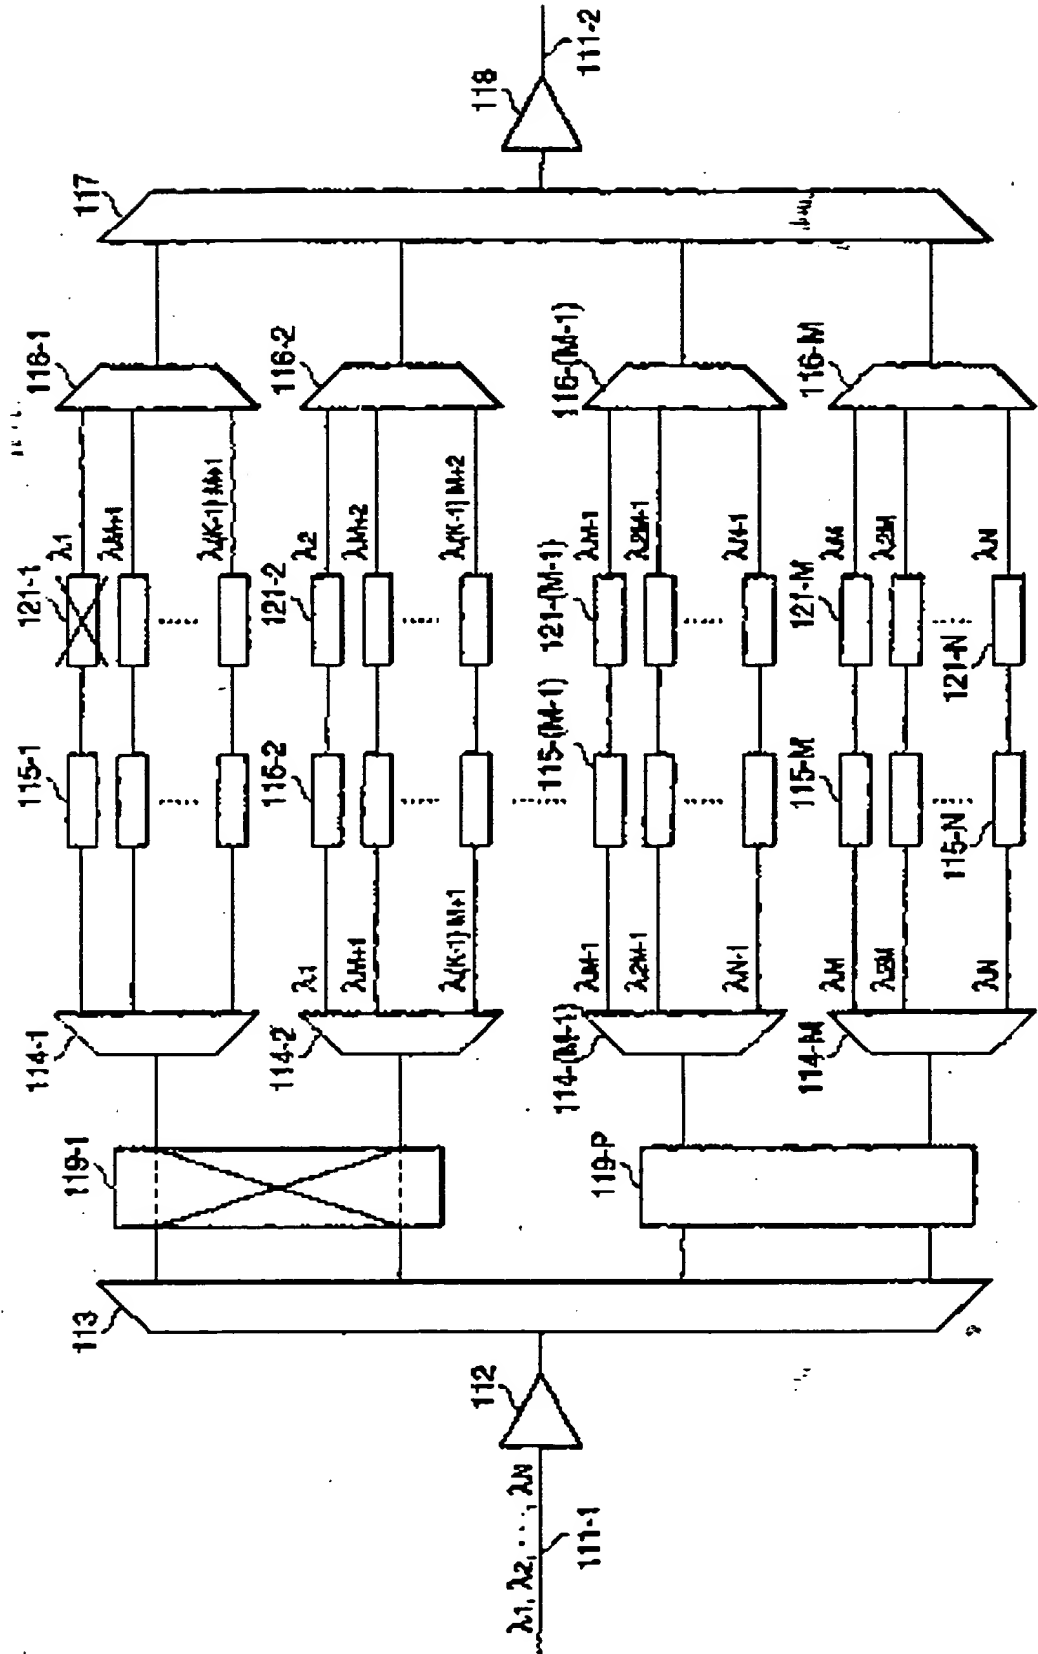 λ1, λ2, ···, λN
111-1
112
113
119-1
119-P
114-1
114-2
114-(M-1)
114-M
λ1
λM+1
λ(K-1)M+1
λM-1
λ2M-1
λN-1
λM
λ2M
λN
115-1
116-2
115-(M-1)
115-M
115-N
121-1
121-2
121-(M-1)
121-M
121-N
λ1
λM+1
λ(K-1)M+1
λ2
λM+2
λ(K-1)M+2
λM-1
λ2M-1
λN-1
λM
λ2M
λN
116-1
116-2
116-(M-1)
116-M
117
118
111-2